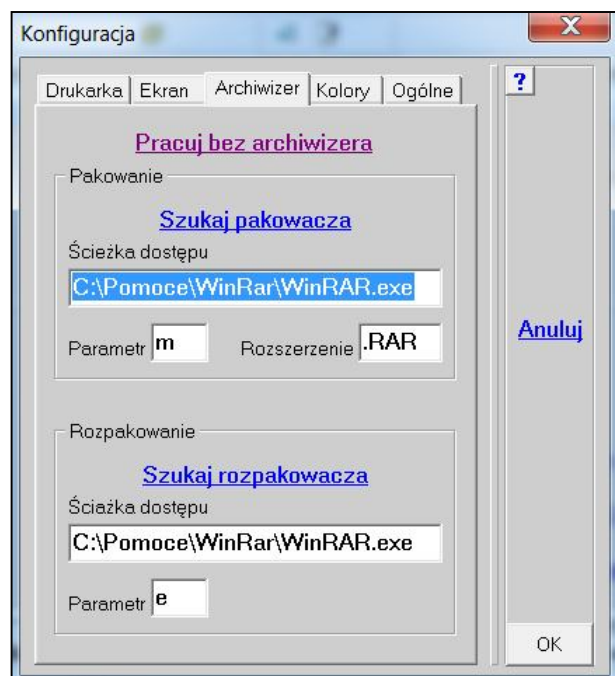 Konfiguracja
Drukarka Ekran Archiwizer Kolory Ogólne
?
Pracuj bez archiwizera
Pakowanie
Szukaj pakowacza
Ścieżka dostępu
C:\Pomoce\WinRar\WinRAR.exe
Parametr m Rozszerzenie .RAR
Anuluj
Rozpakowanie
Szukaj rozpakowacza
Ściażka dostępu
C:\Pomoce\WinRar\WinRAR.exe
Parametr e
OK